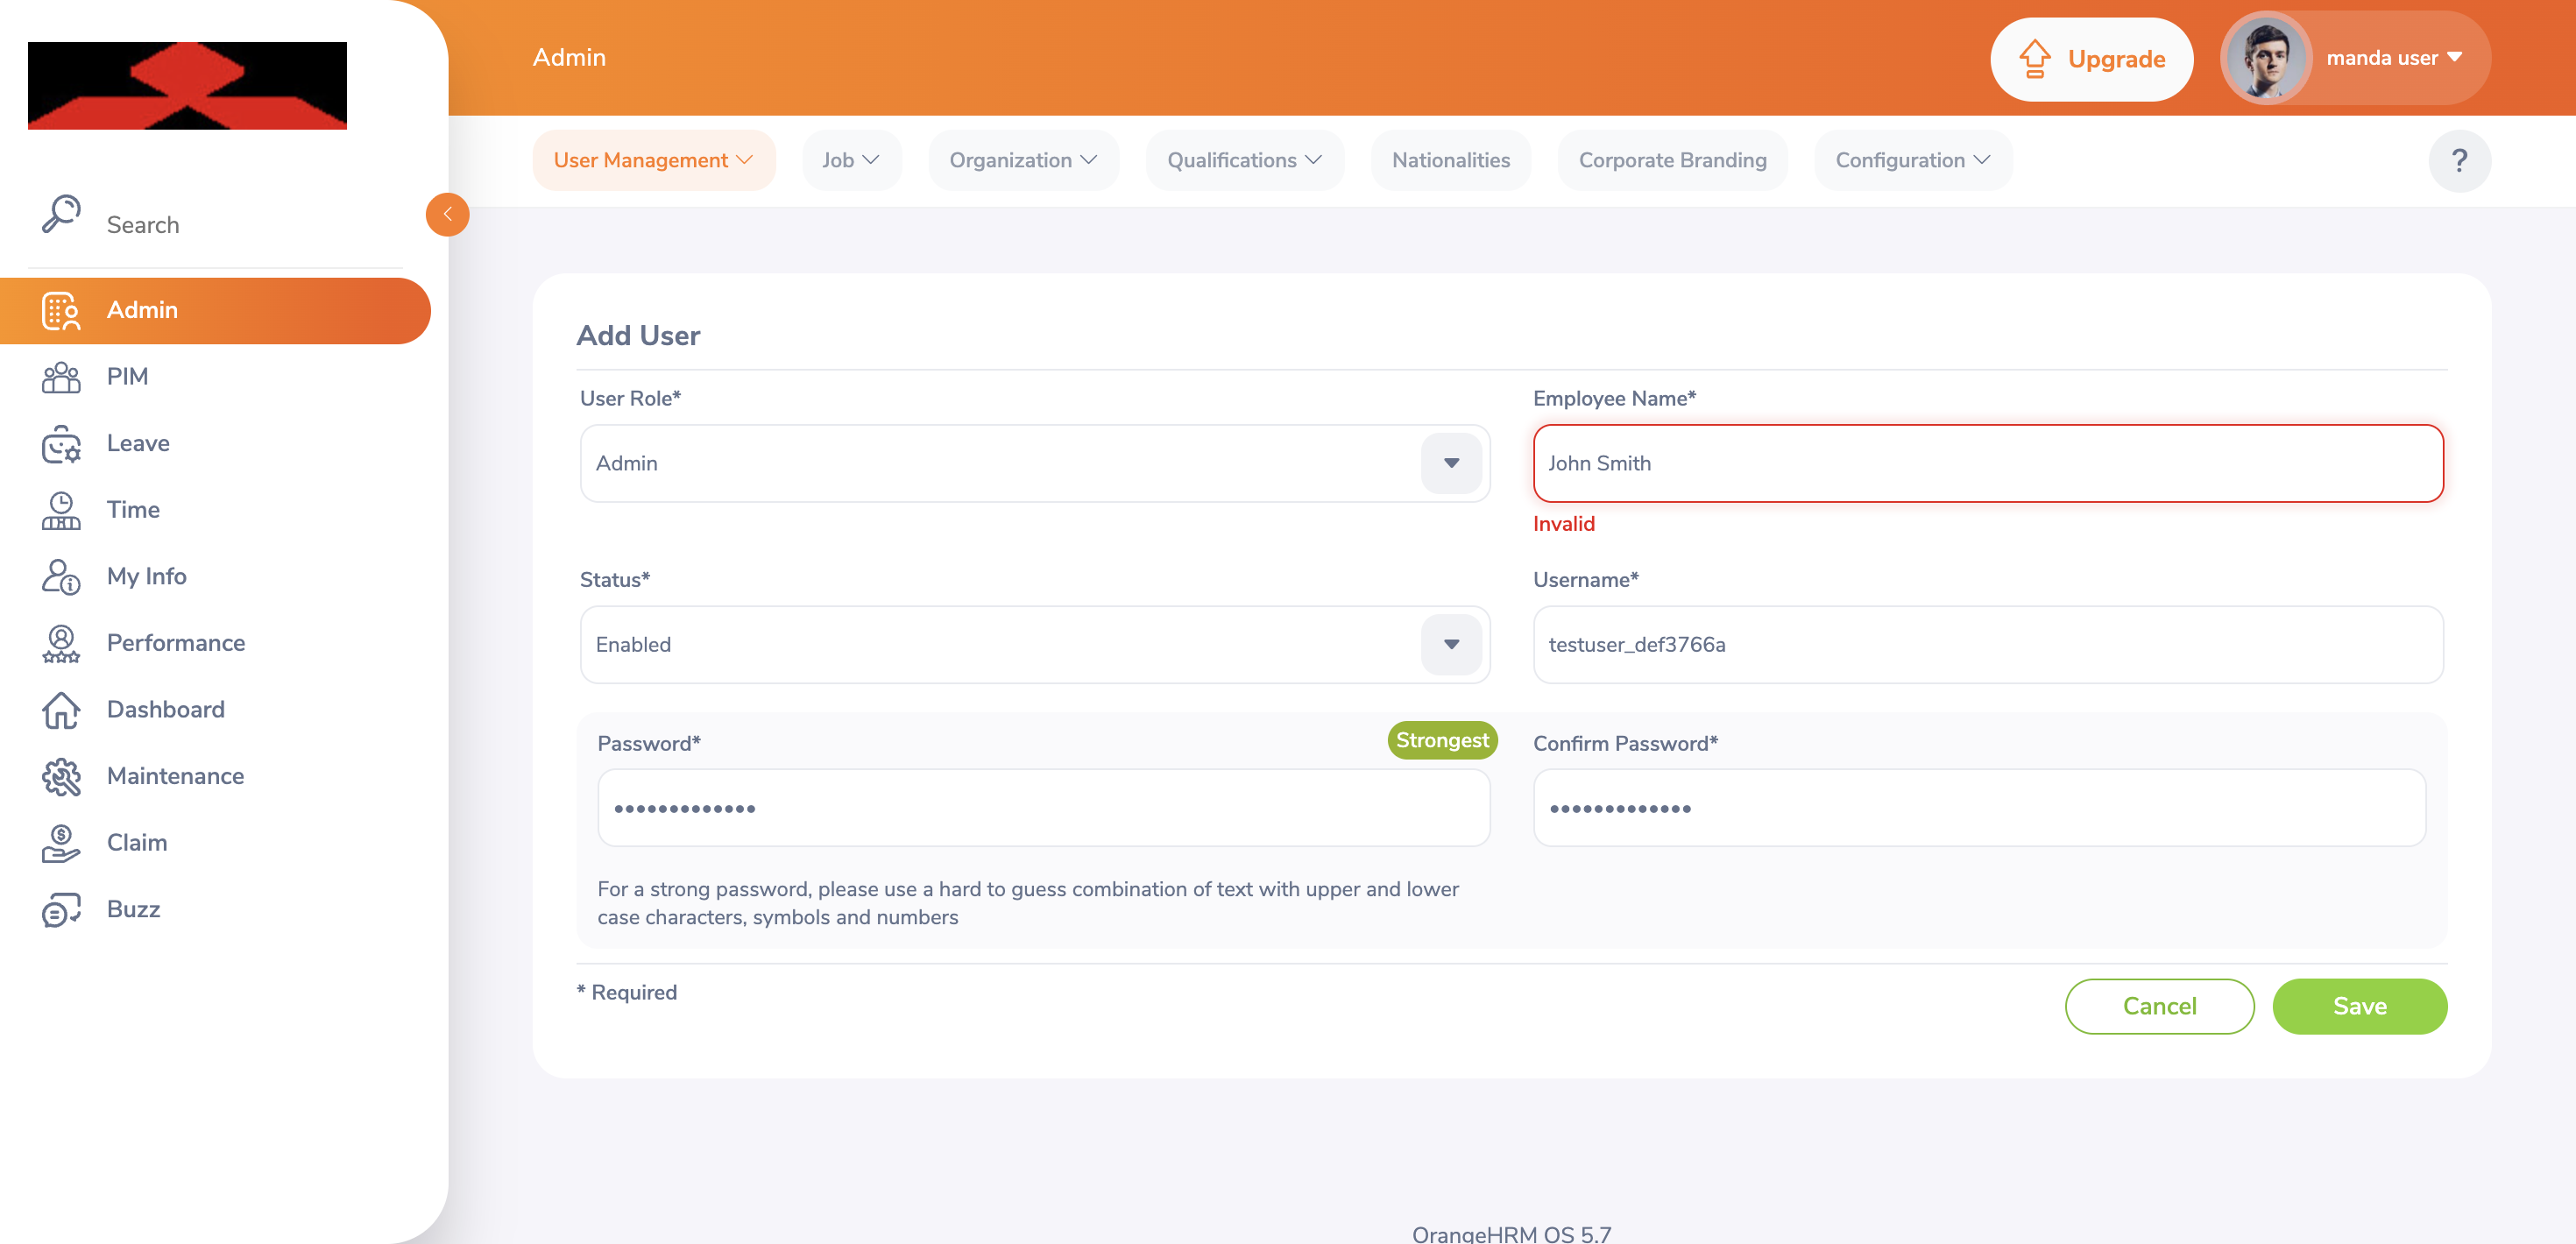 Admin
Upgrade
manda user
User Management
Job
Organization
Qualifications
Nationalities
Corporate Branding
Configuration
?
Search
Admin
PIM
Leave
Time
My Info
Performance
Dashboard
Maintenance
Claim
Buzz
Add User
User Role*
Admin
Employee Name*
John Smith
Invalid
Status*
Enabled
Username*
testuser_def3766a
Password*
Strongest
•••••••••••••
Confirm Password*
•••••••••••••
For a strong password, please use a hard to guess combination of text with upper and lower
case characters, symbols and numbers
* Required
Cancel
Save
OrangeHRM OS 5.7